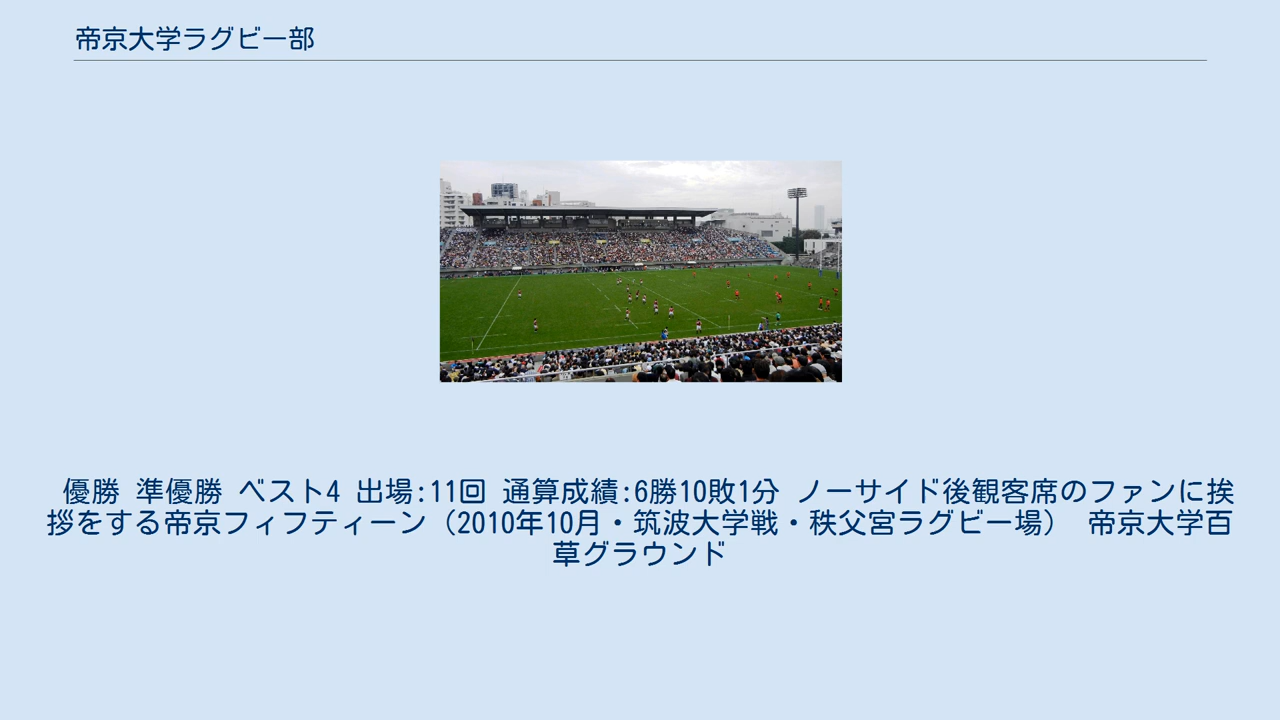 帝京大学ラグビー部
優勝 準優勝 ベスト4 出場:11回 通算成績:6勝10敗1分 ノーサイド後観客席のファンに挨
拶をする帝京フィフティーン（2010年10月・筑波大学戦・秩父宮ラグビー場） 帝京大学百
草グラウンド